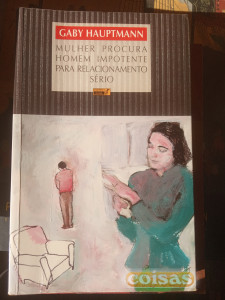 GABY HAUPTMANN
MULHER PROCURA
HOMEM IMPOTENTE
PARA RELACIONAMENTO
SÉRIO
coisas